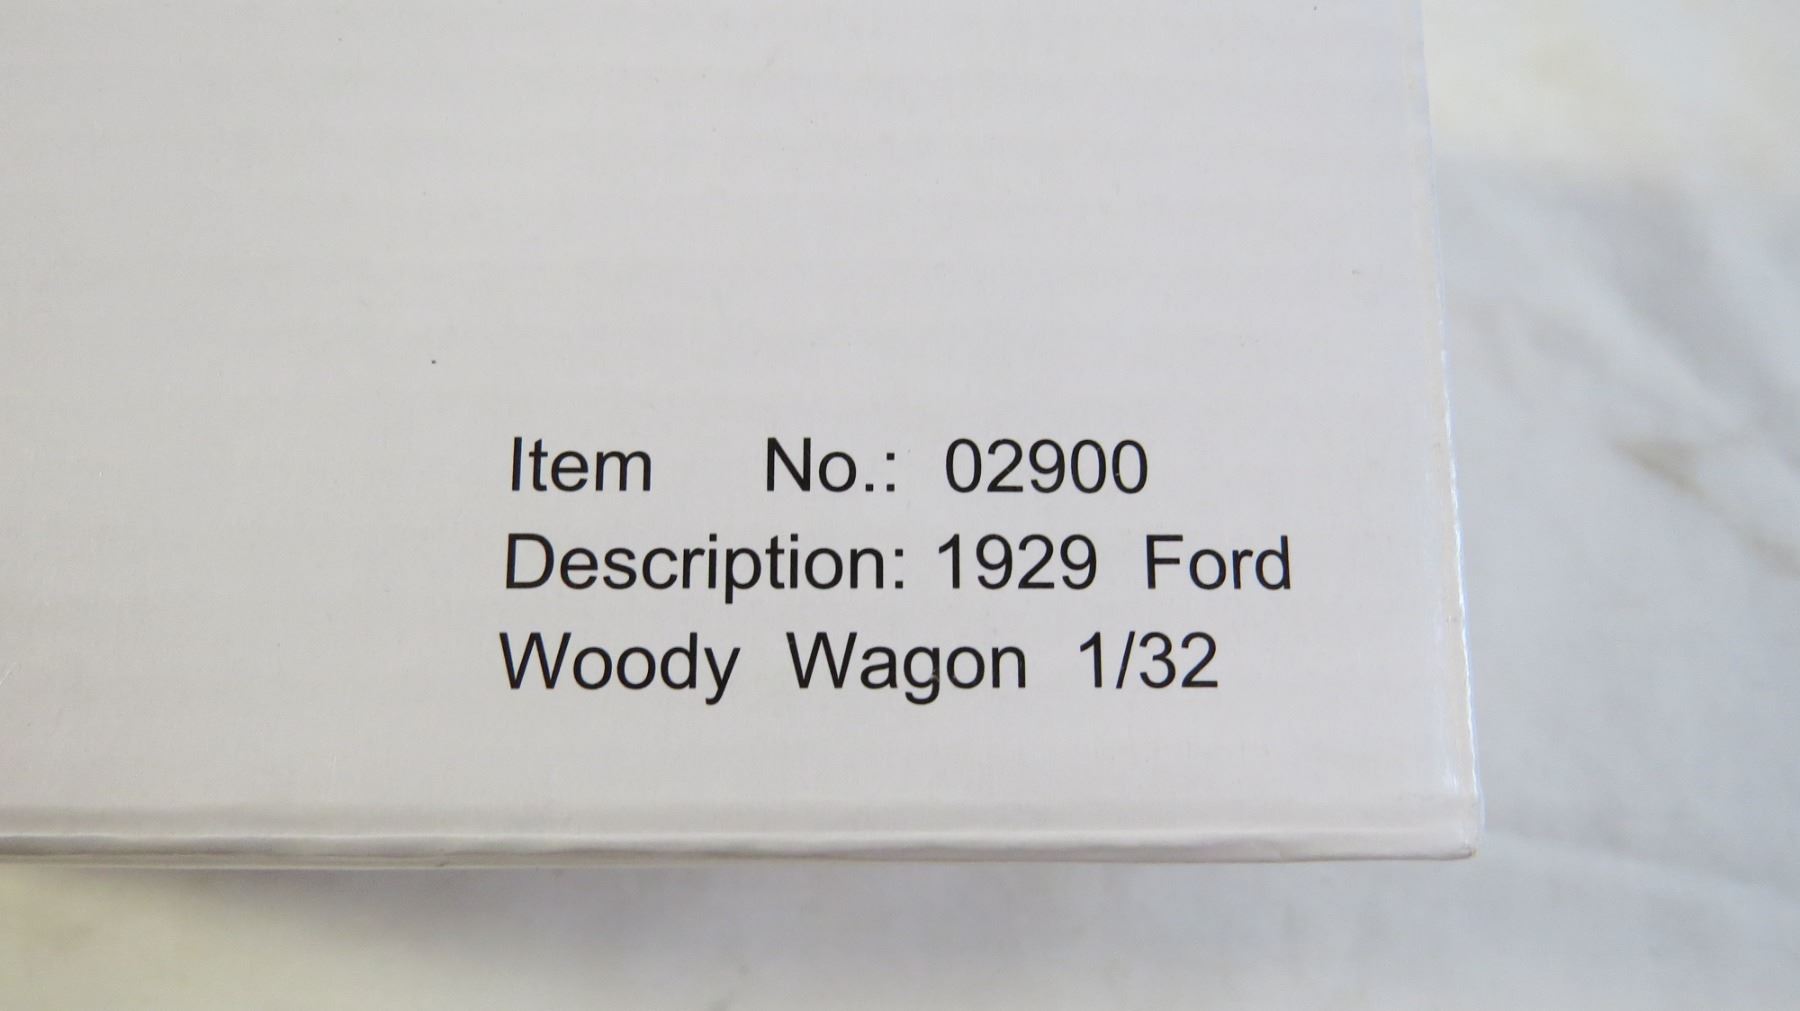 Item No.: 02900
Description: 1929 Ford
Woody Wagon 1/32